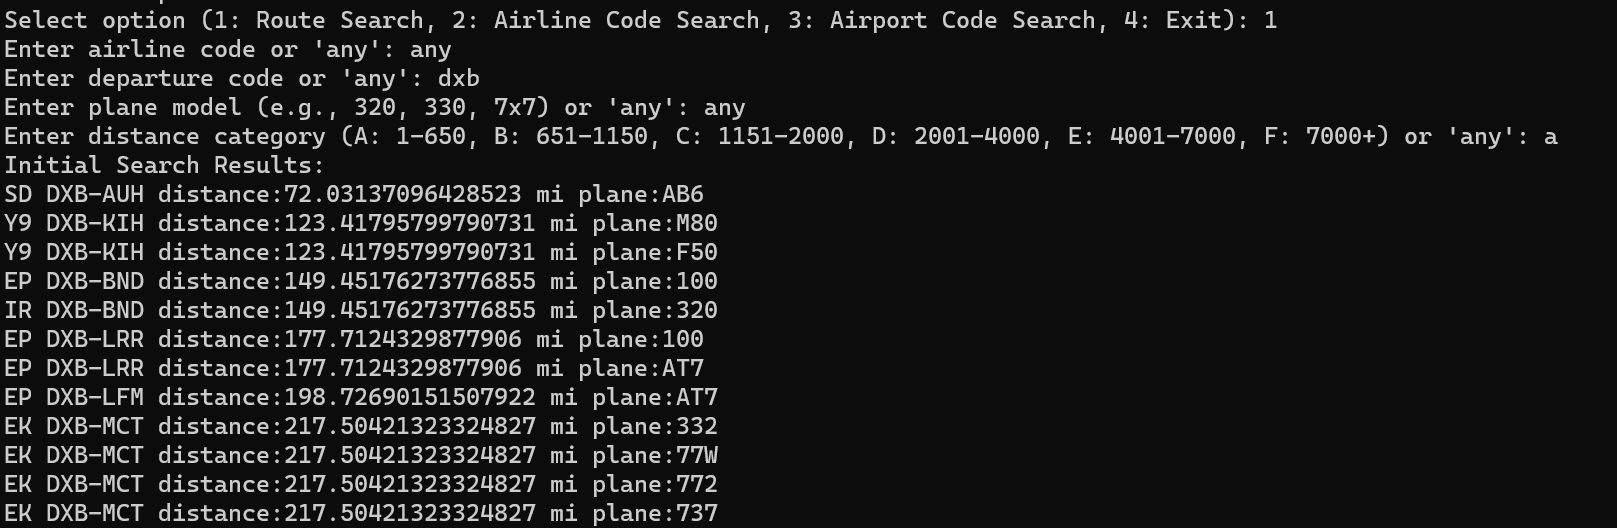 Select option (1: Route Search, 2: Airline Code Search, 3: Airport Code Search, 4: Exit): 1
Enter airline code or 'any': any
Enter departure code or 'any': dxb
Enter plane model (e.g., 320, 330, 7x7) or 'any': any
Enter distance category (A: 1-650, B: 651-1150, C: 1151-2000, D: 2001-4000, E: 4001-7000, F: 7000+) or 'any': a
Initial Search Results:
SD DXB-AUH distance:72.03137096428523 mi plane:AB6
Y9 DXB-KIH distance:123.41795799790731 mi plane:M80
Y9 DXB-KIH distance:123.41795799790731 mi plane:F50
EP DXB-BND distance:149.45176273776855 mi plane:100
IR DXB-BND distance:149.45176273776855 mi plane:320
EP DXB-LRR distance:177.7124329877906 mi plane:100
EP DXB-LRR distance:177.7124329877906 mi plane:AT7
EP DXB-LFM distance:198.72690151507922 mi plane:AT7
EK DXB-MCT distance:217.50421323324827 mi plane:332
EK DXB-MCT distance:217.50421323324827 mi plane:77W
EK DXB-MCT distance:217.50421323324827 mi plane:772
EK DXB-MCT distance:217.50421323324827 mi plane:737